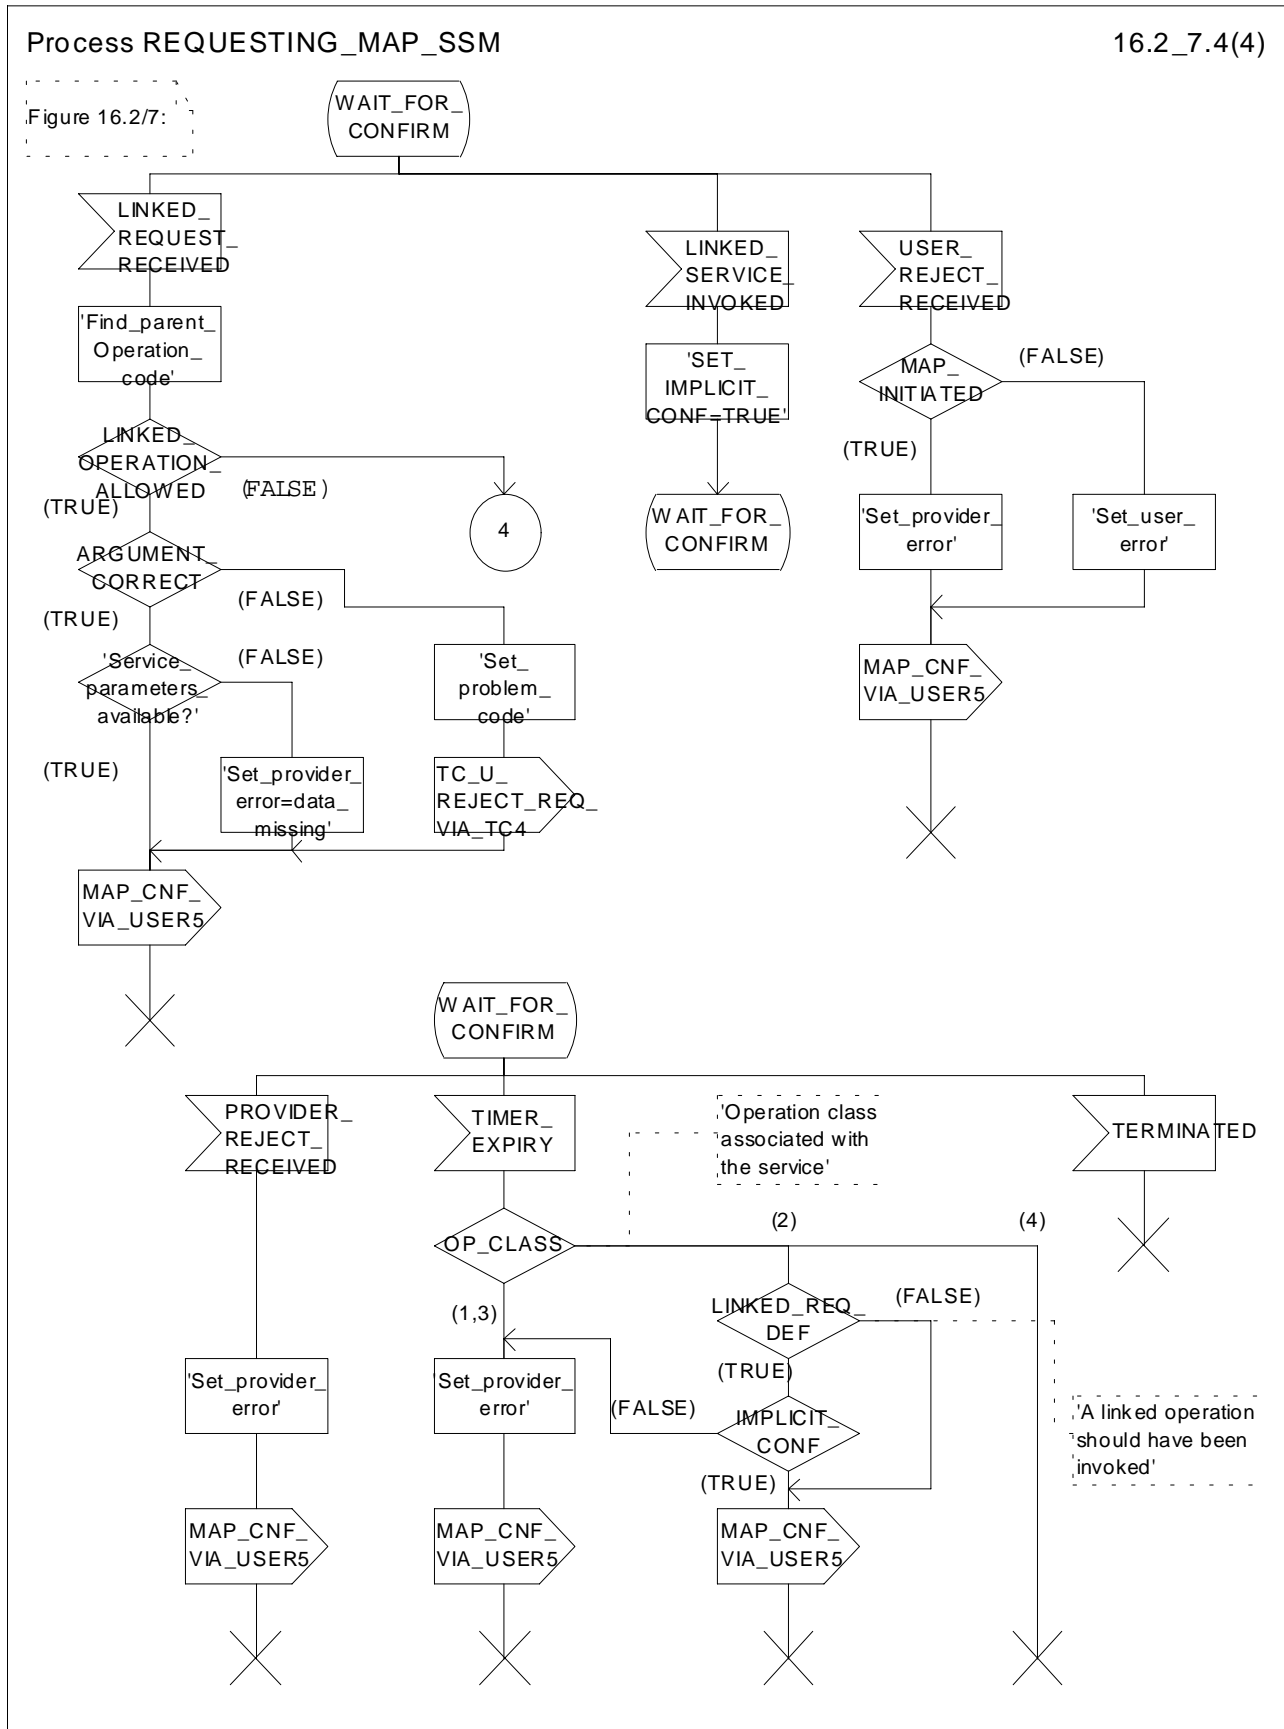 Process REQUESTING_MAP_SSM
16.2_7.4(4)
Figure 16.2/7:
WAIT_FOR_
CONFIRM
LINKED_
REQUEST_
RECEIVED
LINKED_
SERVICE_
INVOKED
USER_
REJECT_
RECEIVED
'Find_parent_
Operation_
code'
'SET_
IMPLICIT_
CONF=TRUE'
MAP_
INITIATED
(FALSE)
(TRUE)
LINKED_
OPERATION_
ALLOWED
(FALSE)
(TRUE)
4
WAIT_FOR_
CONFIRM
'Set_provider_
error'
'Set_user_
error'
ARGUMENT_
CORRECT
(FALSE)
(TRUE)
'Service_
parameters_
available?'
(FALSE)
(TRUE)
'Set_
problem_
code'
MAP_CNF_
VIA_USER5
'Set_provider_
error=data_
missing'
TC_U_
REJECT_REQ_
VIA_TC4
MAP_CNF_
VIA_USER5
WAIT_FOR_
CONFIRM
PROVIDER_
REJECT_
RECEIVED
TIMER_
EXPIRY
'Operation class
associated with
the service'
TERMINATED
OP_CLASS
(2)
(4)
(1,3)
LINKED_REQ_
DEF
(FALSE)
(TRUE)
'Set_provider_
error'
'Set_provider_
error'
(FALSE)
IMPLICIT_
CONF
(TRUE)
'A linked operation
should have been
invoked'
MAP_CNF_
VIA_USER5
MAP_CNF_
VIA_USER5
MAP_CNF_
VIA_USER5